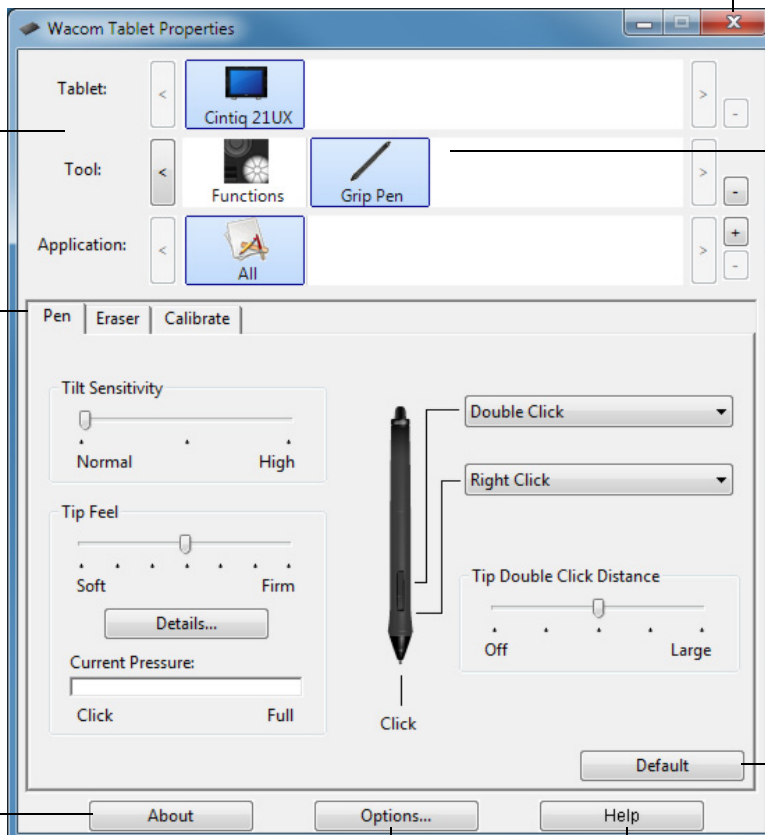 Wacom Tablet Properties
Tablet:
<
Cintiq 21UX
>
-
Tool:
<
Functions
Grip Pen
>
-
Application:
<
All
>
+
-
Pen Eraser Calibrate
Tilt Sensitivity
Normal High
Tip Feel
Soft Firm
Details...
Current Pressure:
Click Full
Double Click
Right Click
Tip Double Click Distance
Off Large
Click
Default
About Options... Help